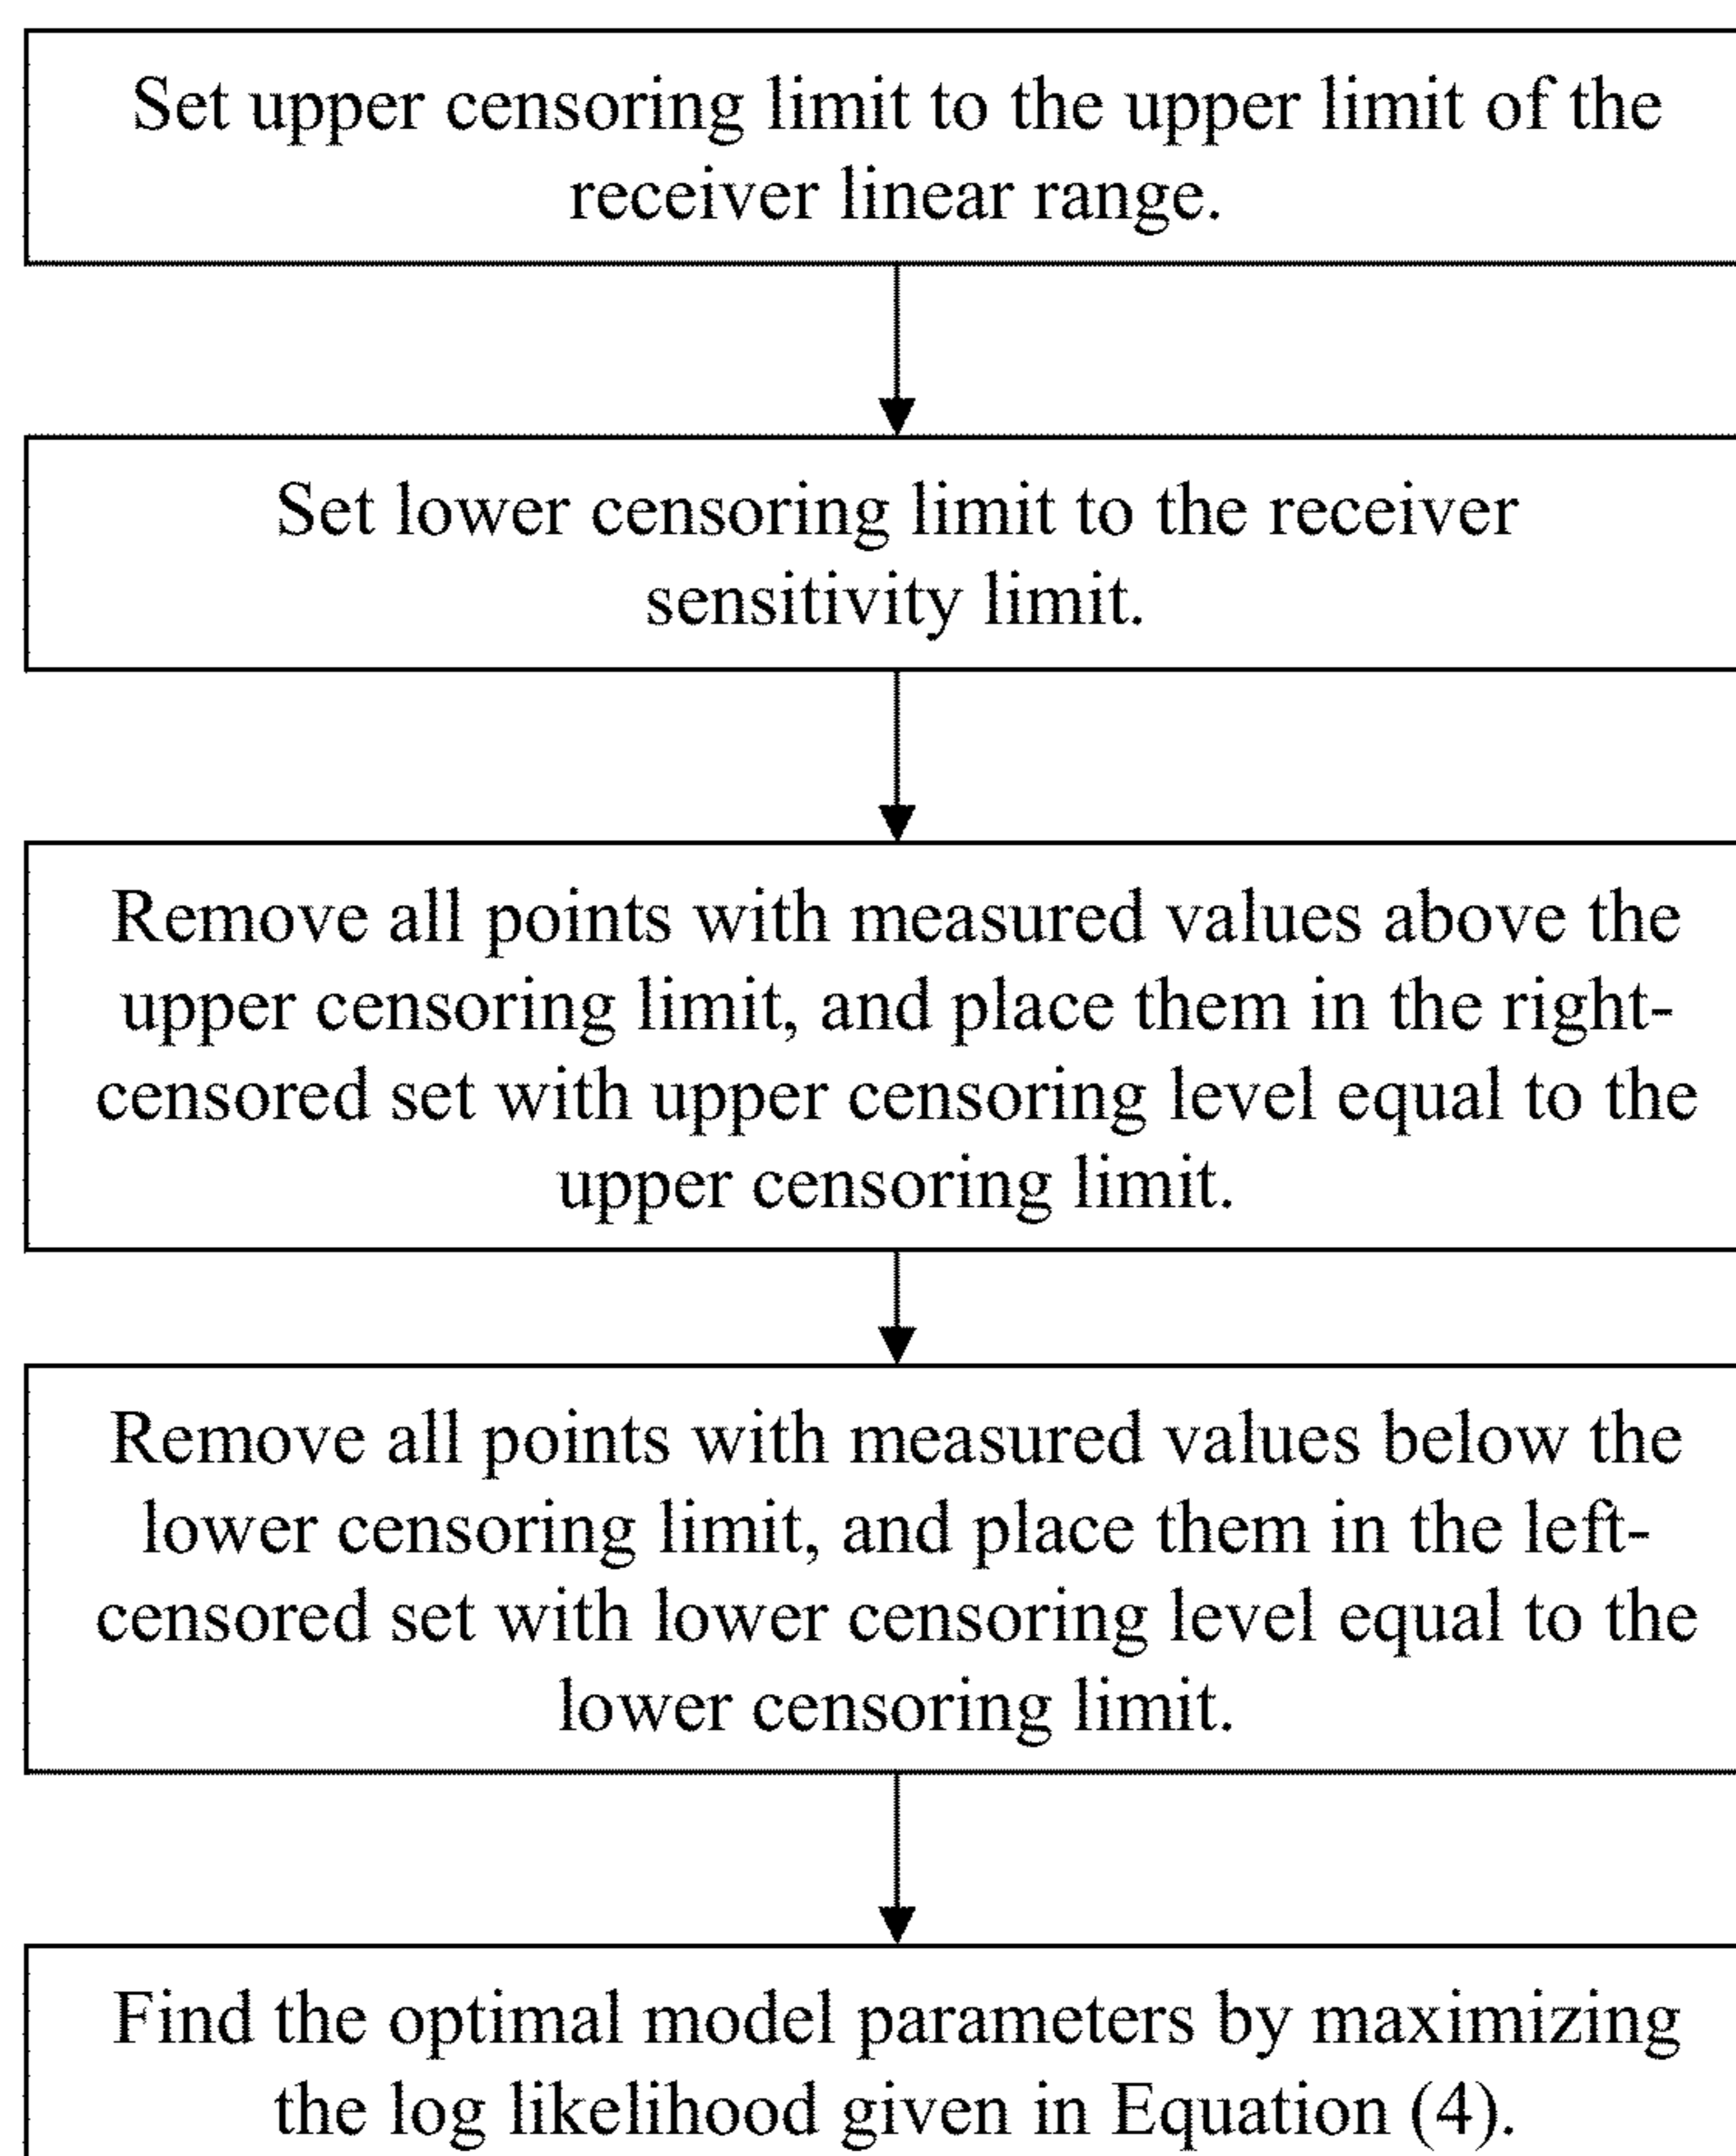 Set upper censoring limit to the upper limit of the
receiver linear range.
Set lower censoring limit to the receiver
sensitivity limit.
Remove all points with measured values above the
upper censoring limit, and place them in the right-
censored set with upper censoring level equal to the
upper censoring limit.
Remove all points with measured values below the
lower censoring limit, and place them in the left-
censored set with lower censoring level equal to the
lower censoring limit.
Find the optimal model parameters by maximizing
the log likelihood given in Equation (4).